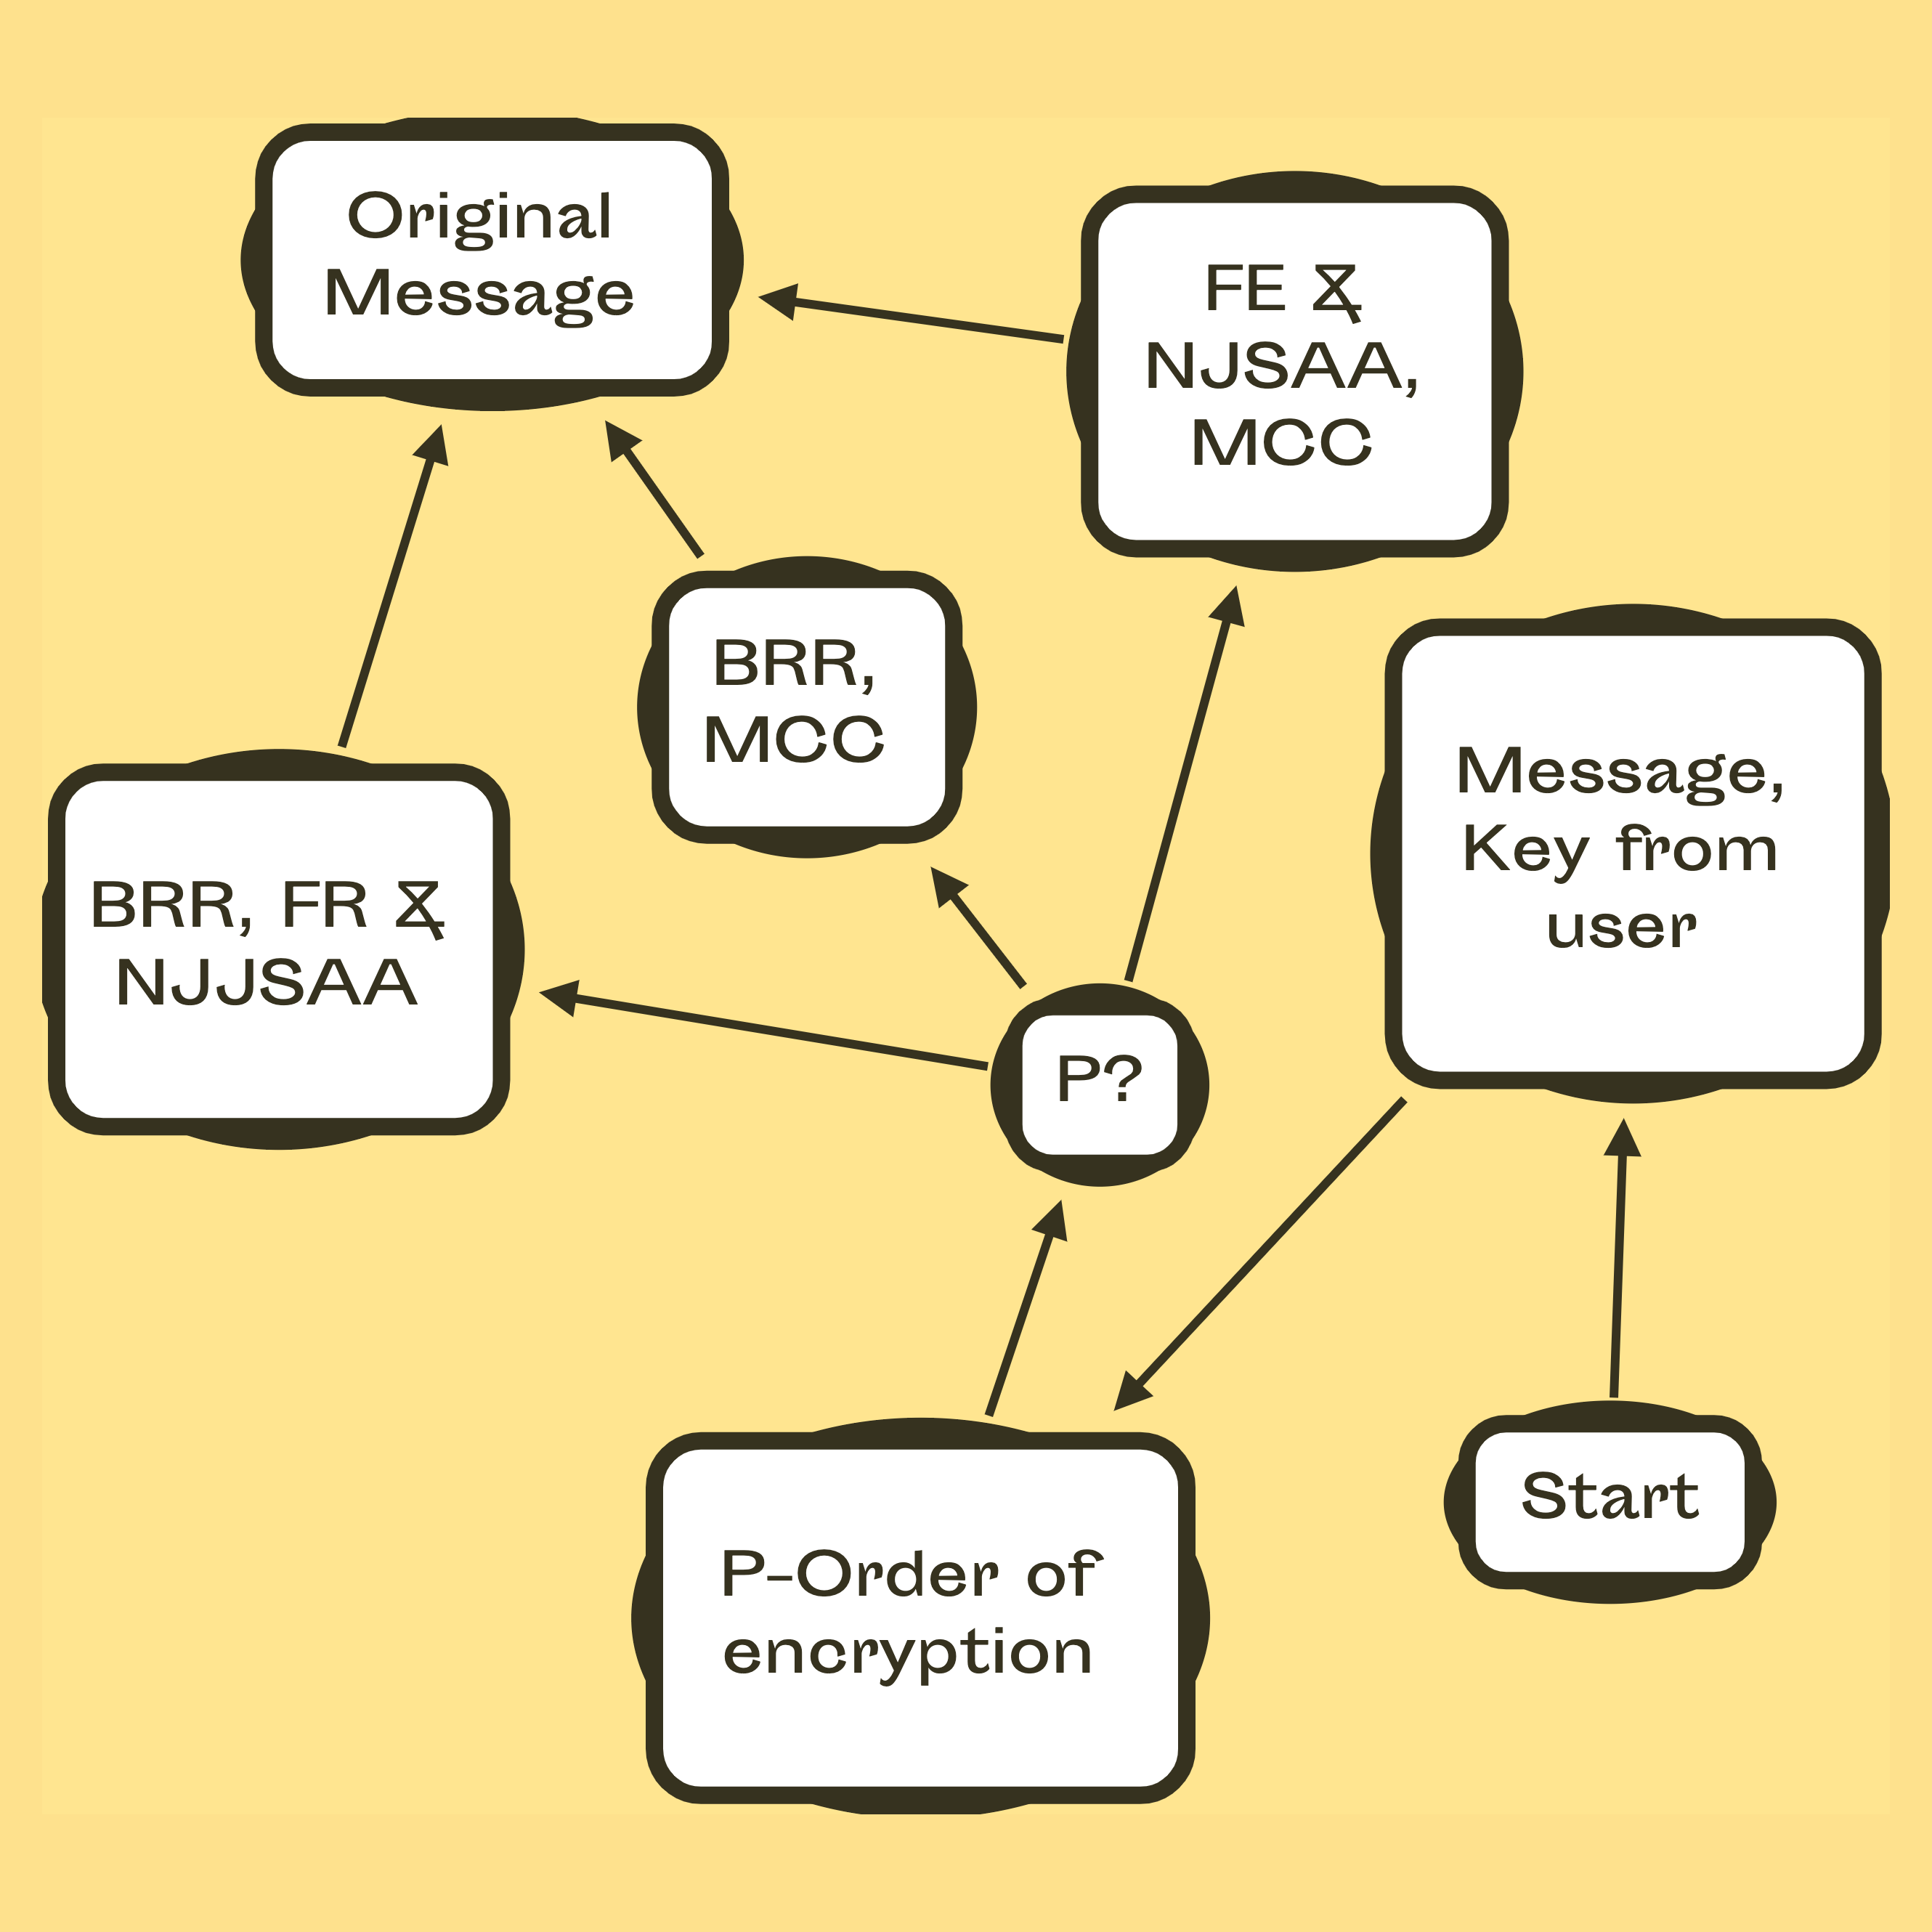 Original
Message
FE &
NJSAA,
MCC
BRR,
MCC
Message,
Key from
user
BRR, FR &
NJJSAA
P?
Start
P-Order of
encryption